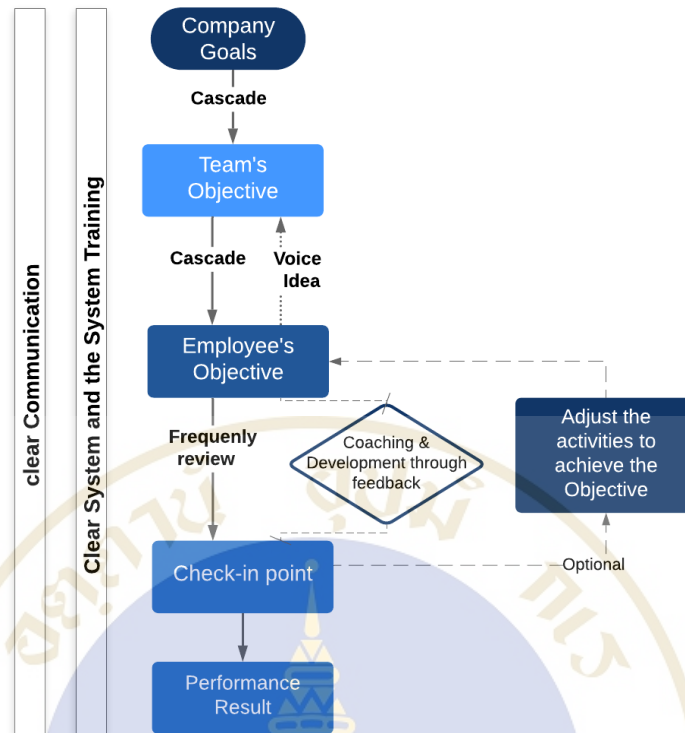 Company
Goals
Cascade
Team's
Objective
Cascade
Voice
Idea
Employee's
Objective
Frequenly
review
Coaching &
Development through
feedback
Adjust the
activities to
achieve the
Objective
Optional
Check-in point
Performance
Result
clear Communication
Clear System and the System Training